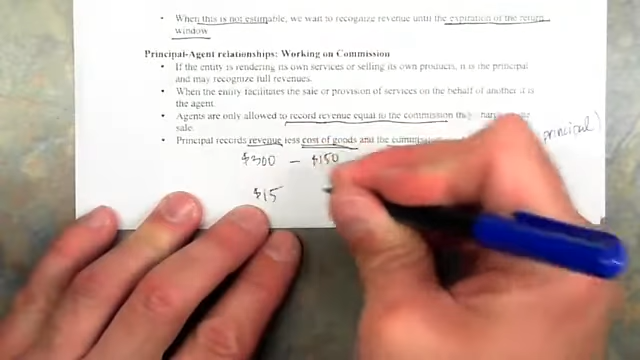 • When this is not estimable, we want to recognize revenue until the expiration of the return
window
Principal-Agent relationships: Working on Commission
• If the entity is rendering its own services or selling its own products, it is the principal
and may recognize full revenues.
• When the entity facilitates the sale or provision of services on the behalf of another it is
the agent.
• Agents are only allowed to record revenue equal to the commission the
sale.
• Principal records revenue less cost of goods and the commission
principal)
$300 – $150
$15